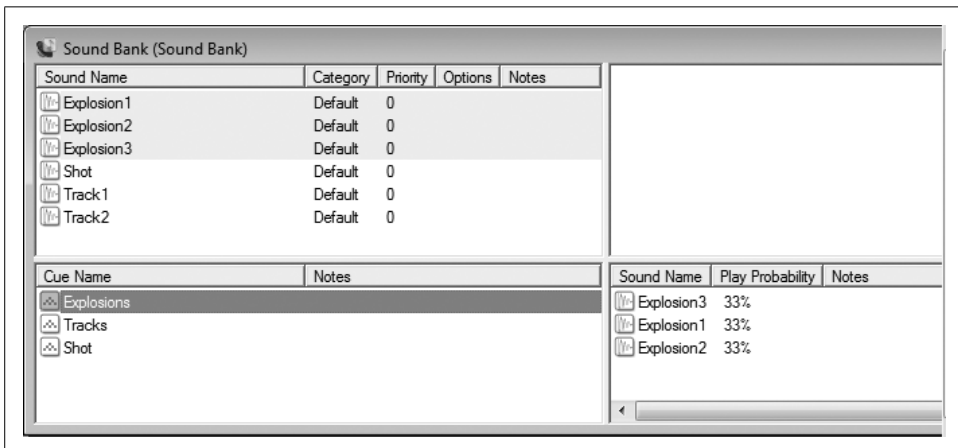 Sound Bank (Sound Bank)
Sound Name Category Priority Options Notes
Explosion1 Default 0
Explosion2 Default 0
Explosion3 Default 0
Shot Default 0
Track1 Default 0
Track2 Default 0
Cue Name Notes
Explosions
Tracks
Shot
Sound Name Play Probability Notes
Explosion3 33%
Explosion1 33%
Explosion2 33%